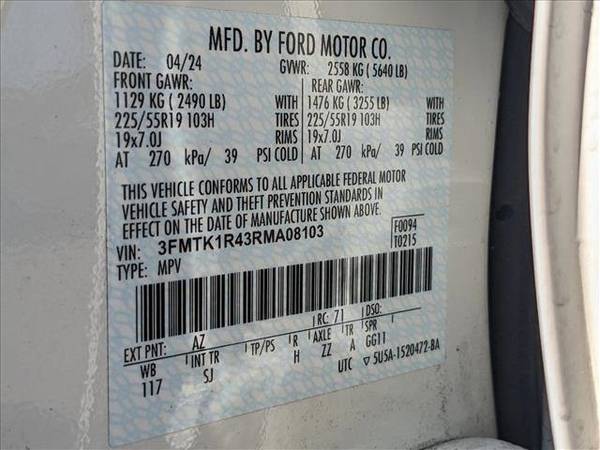 MFD. BY FORD MOTOR CO.
DATE: 04/24 GVWR: 2558 KG ( 5640 LB)
FRONT GAWR: REAR GAWR:
1129 KG ( 2490 LB) WITH 1476 KG ( 3255 LB) WITH
225/55R19 103H TIRES 225/55R19 103H TIRES
19x7.0J RIMS 19x7.0J RIMS
AT 270 kPa/ 39 PSI COLD AT 270 kPa/ 39 PSI COLD
THIS VEHICLE CONFORMS TO ALL APPLICABLE FEDERAL MOTOR
VEHICLE SAFETY AND THEFT PREVENTION STANDARDS IN
EFFECT ON THE DATE OF MANUFACTURE SHOWN ABOVE.
VIN: 3FMTK1R43RMA08103 F0094
TYPE: MPV T0215
EXT PNT: AZ RC: 71 DSO:
WB INT TR TP/PS R AXLE TR SPR
117 SJ H ZZ A GG11
UTC ▽ 5U5A-1520472-BA